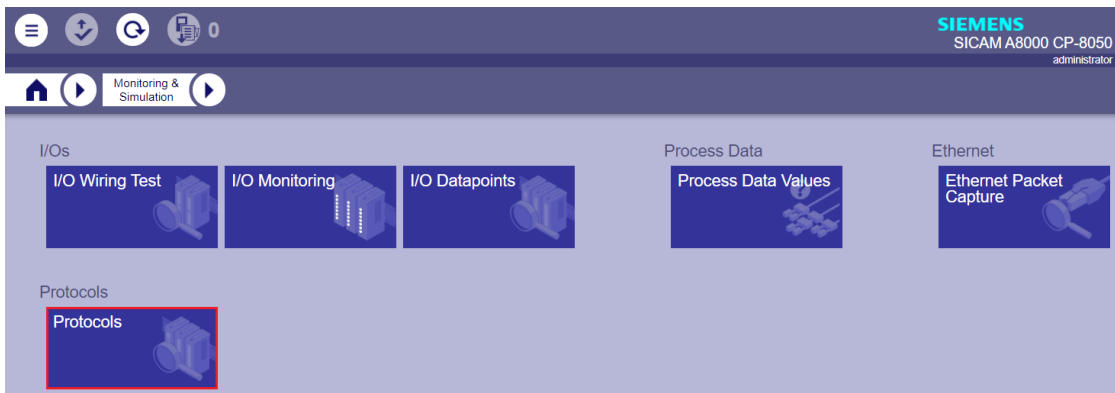 0
SIEMENS
SICAM A8000 CP-8050
administrator
Monitoring &
Simulation
I/Os
Process Data
Ethernet
I/O Wiring Test
I/O Monitoring
I/O Datapoints
Process Data Values
Ethernet Packet
Capture
Protocols
Protocols